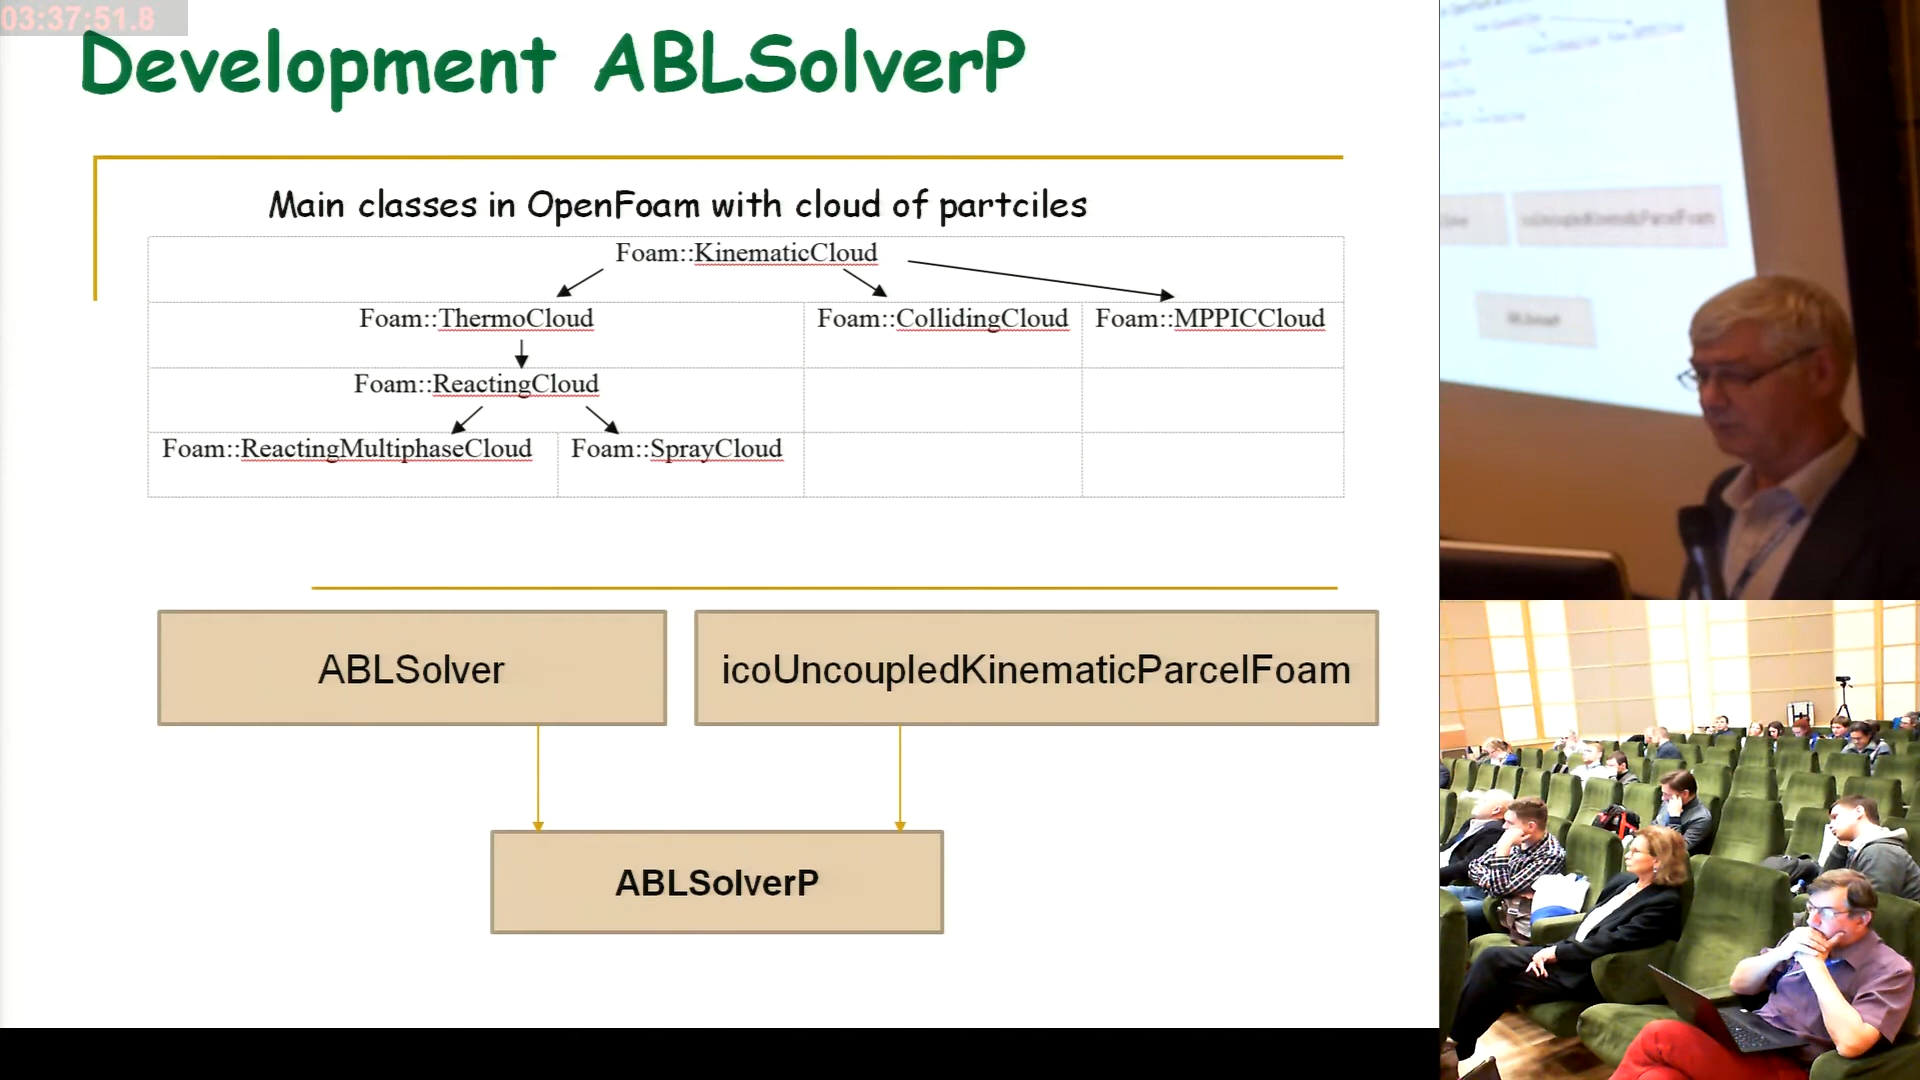 03:37:51.8
Development ABLSolverP
Main classes in OpenFoam with cloud of partciles
Foam::KinematicCloud
Foam::ThermoCloud
Foam::CollidingCloud
Foam::MPPICCloud
Foam::ReactingCloud
Foam::ReactingMultiphaseCloud
Foam::SprayCloud
ABLSolver
icoUncoupledKinematicParcelFoam
ABLSolverP
icoUncoupledKinematicParcelFoam